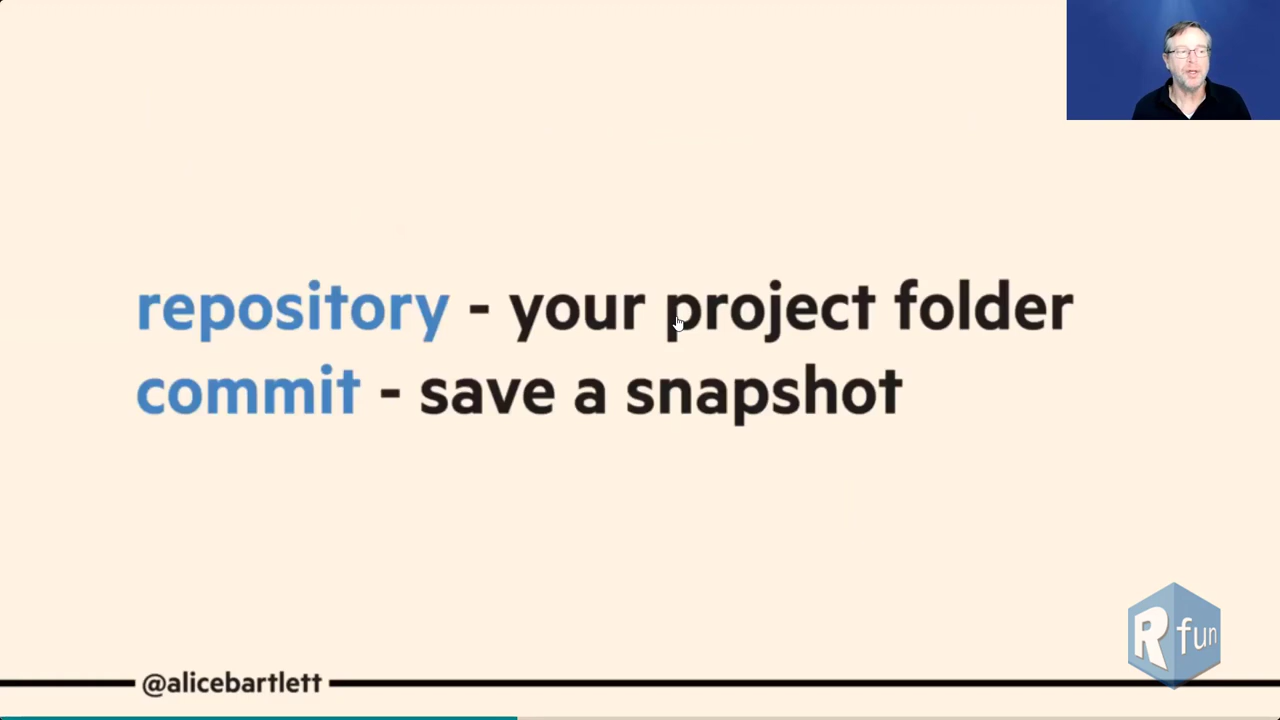 repository - your project folder
commit - save a snapshot
R fun
@alicebartlett